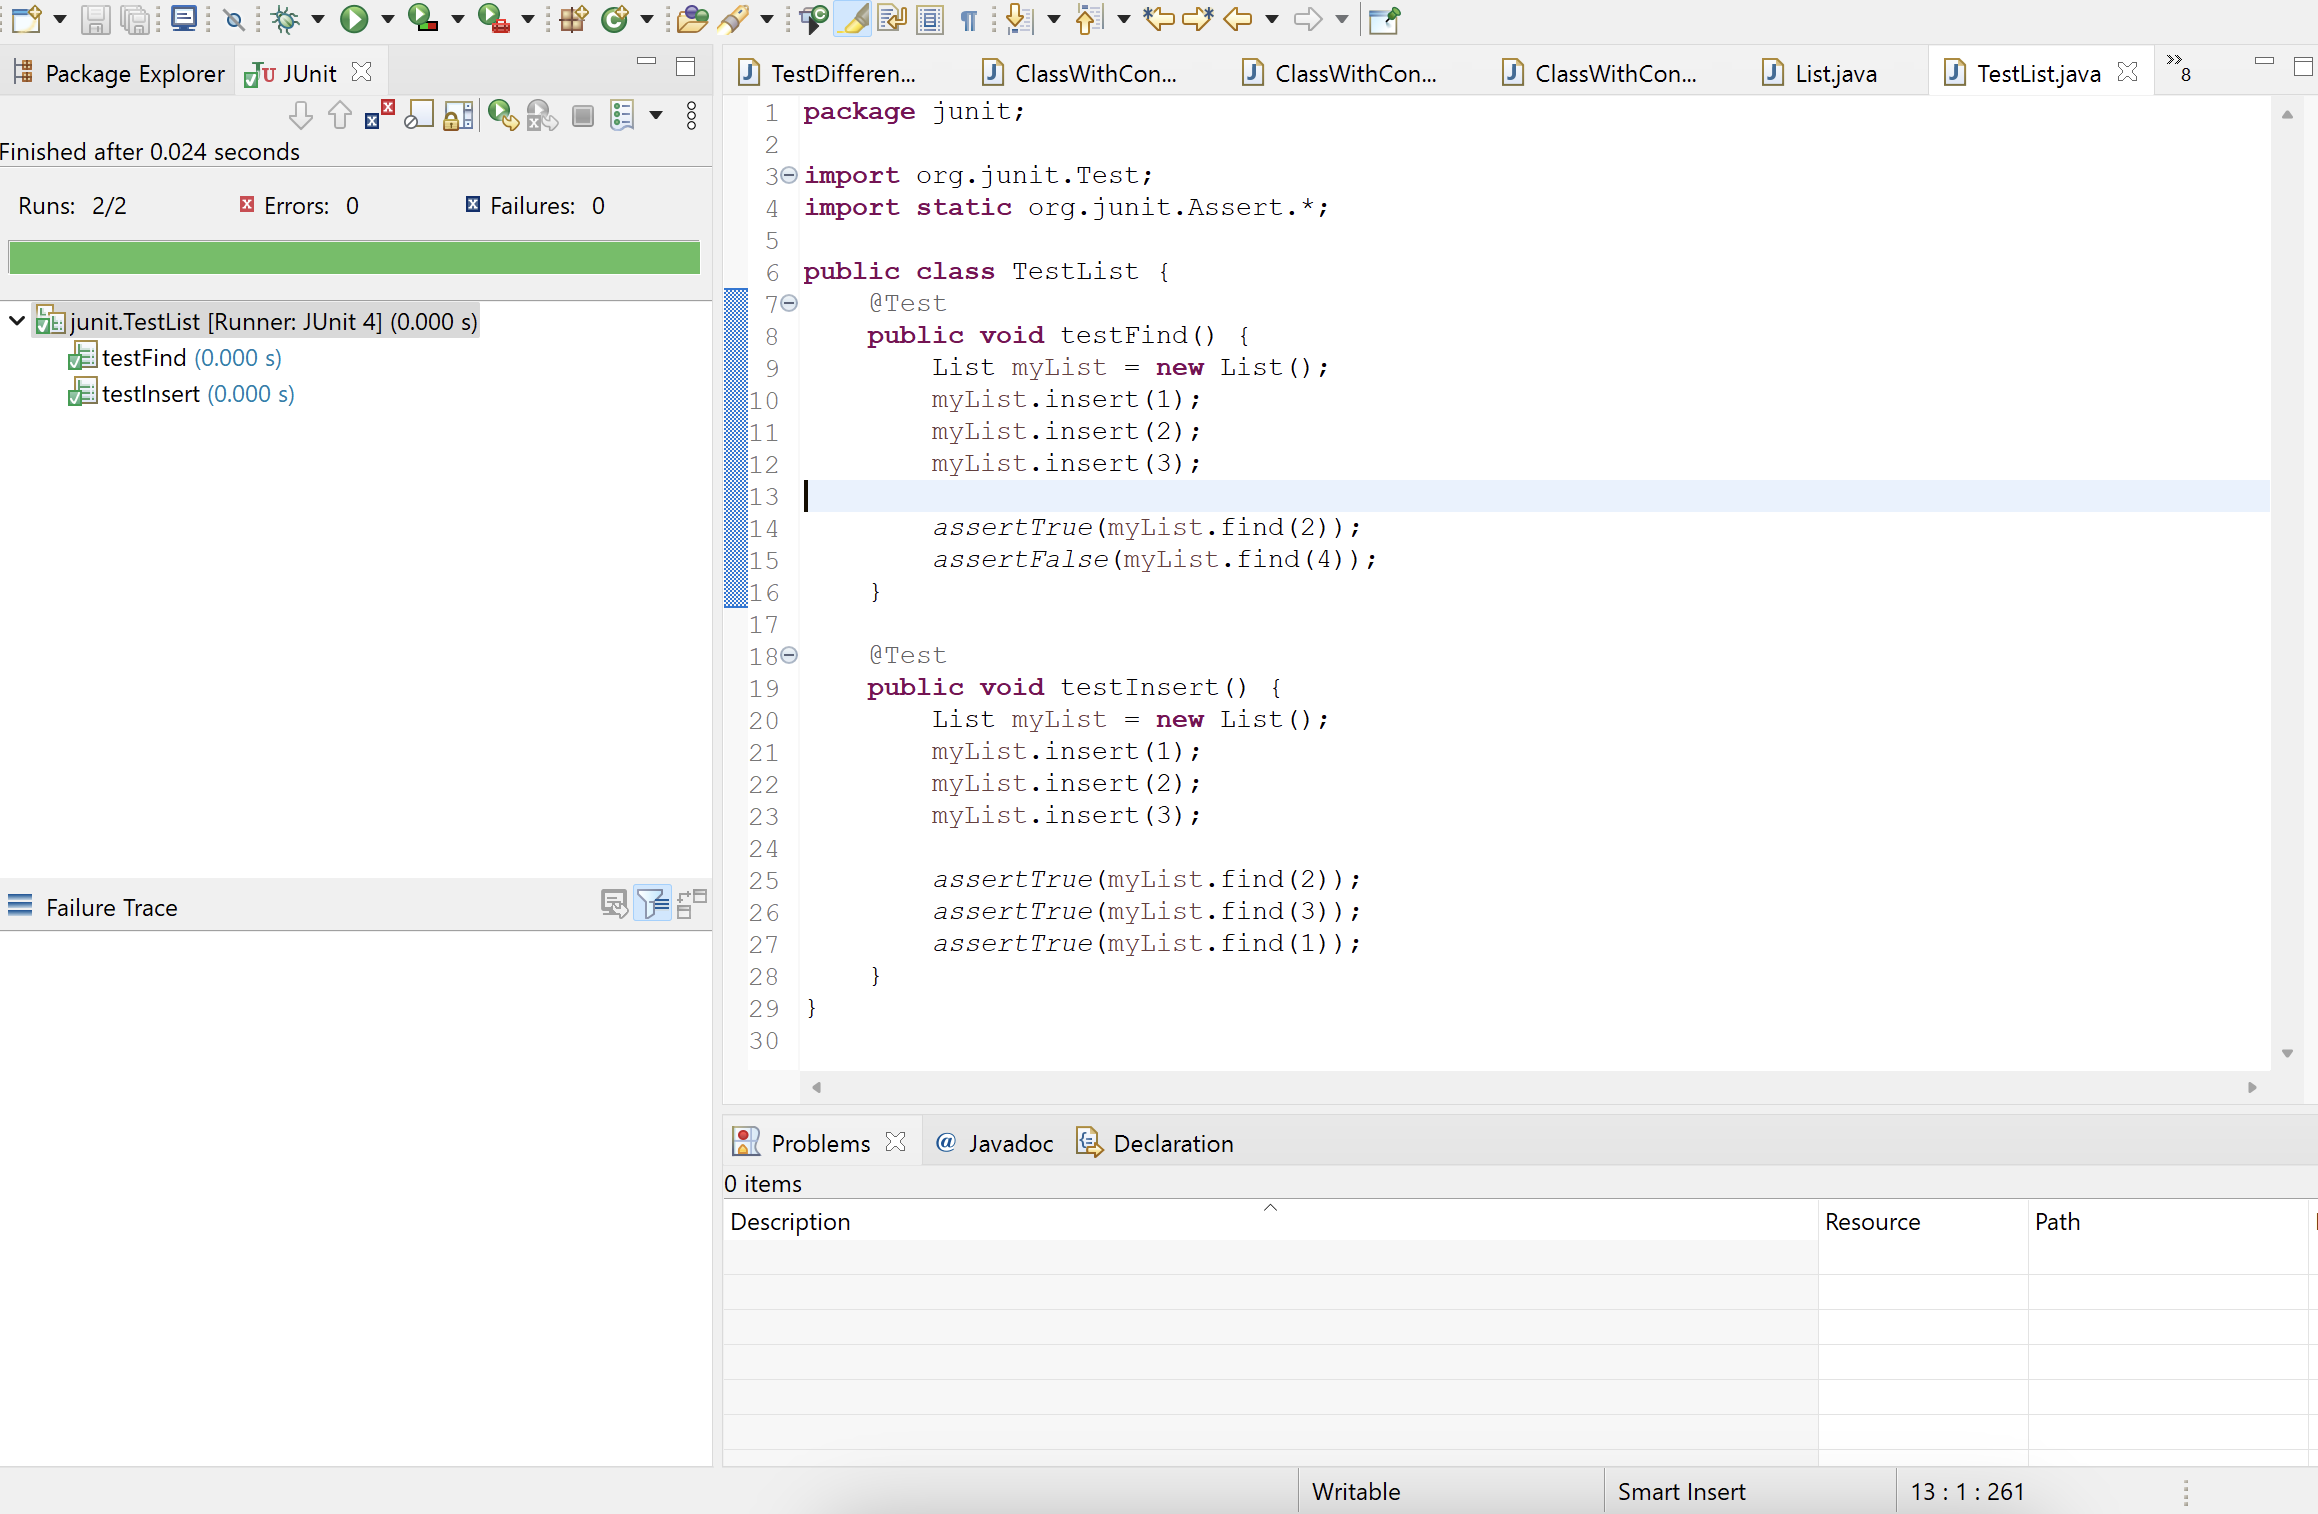 Package Explorer JUnit
Finished after 0.024 seconds
Runs: 2/2 Errors: 0 Failures: 0
junit.TestList [Runner: JUnit 4] (0.000 s)
testFind (0.000 s)
testInsert (0.000 s)
Failure Trace
TestDifferen... ClassWithCon... ClassWithCon... ClassWithCon... List.java TestList.java »8
1 package junit;
2
3 import org.junit.Test;
4 import static org.junit.Assert.*;
5
6 public class TestList {
7 @Test
8 public void testFind() {
9 List myList = new List();
10 myList.insert(1);
11 myList.insert(2);
12 myList.insert(3);
13
14 assertTrue(myList.find(2));
15 assertFalse(myList.find(4));
16 }
17
18 @Test
19 public void testInsert() {
20 List myList = new List();
21 myList.insert(1);
22 myList.insert(2);
23 myList.insert(3);
24
25 assertTrue(myList.find(2));
26 assertTrue(myList.find(3));
27 assertTrue(myList.find(1));
28 }
29 }
30
Problems @ Javadoc Declaration
0 items
Description Resource Path
Writable Smart Insert 13 : 1 : 261